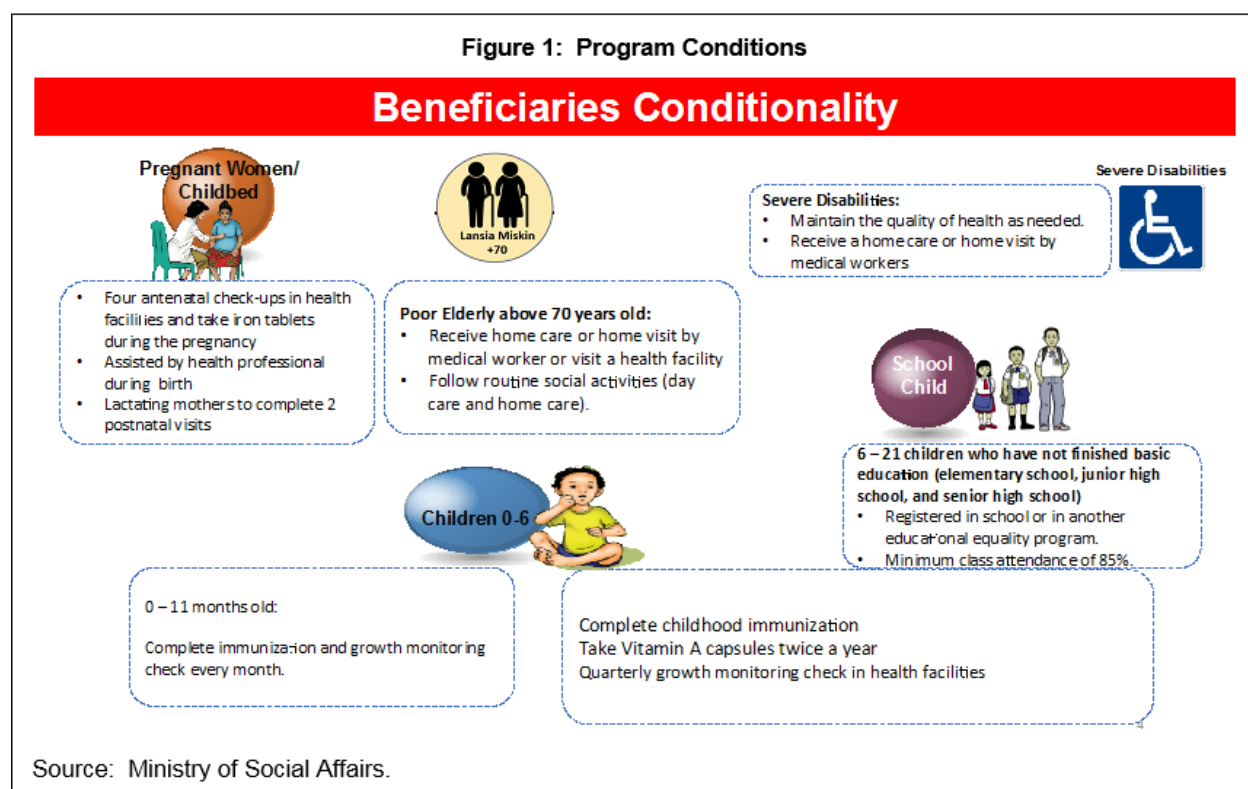 Figure 1: Program Conditions
Beneficiaries Conditionality
Pregnant Women/
Childbed
• Four antenatal check-ups in health
facilities and take iron tablets
during the pregnancy
• Assisted by health professional
during birth
• Lactating mothers to complete 2
postnatal visits
Lansia Miskin
+70
Poor Elderly above 70 years old:
• Receive home care or home visit by
medical worker or visit a health facility
• Follow routine social activities (day
care and home care).
Severe Disabilities
Severe Disabilities:
• Maintain the quality of health as needed.
• Receive a home care or home visit by
medical workers
School
Child
6 – 21 children who have not finished basic
education (elementary school, junior high
school, and senior high school)
• Registered in school or in another
educational equality program.
• Minimum class attendance of 85%.
Children 0-6
0 – 11 months old:
Complete immunization and growth monitoring
check every month.
Complete childhood immunization
Take Vitamin A capsules twice a year
Quarterly growth monitoring check in health facilities
4
Source: Ministry of Social Affairs.